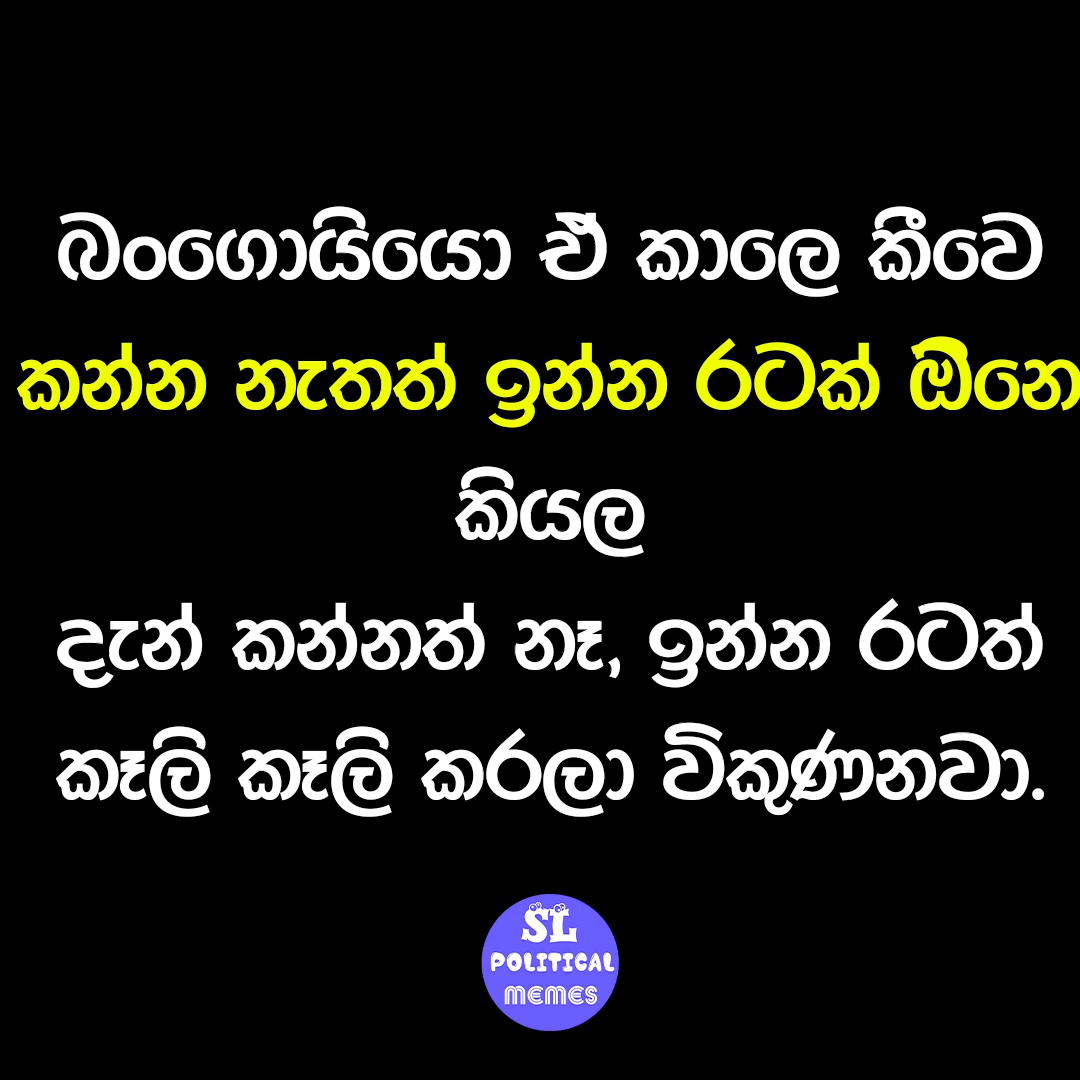 බංගොයියො ඒ කාලෙ කීවෙ
කන්න නැතත් ඉන්න රටක් ඕනෙ
කියල
දැන් කන්නත් නෑ, ඉන්න රටත්
කෑලි කෑලි කරලා විකුණනවා.
SL
POLITICAL
MEMES